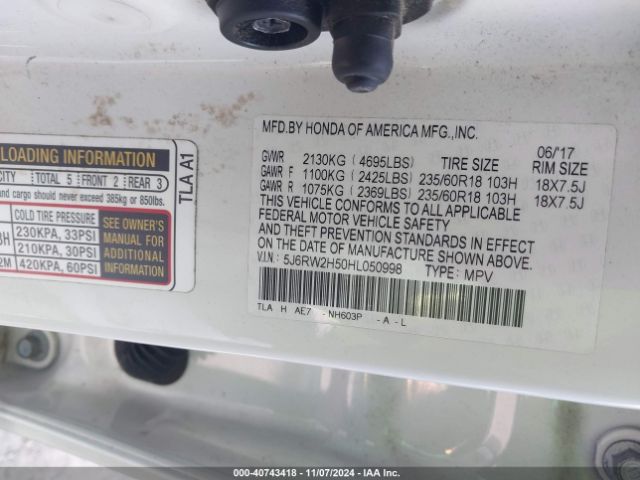 LOADING INFORMATION
CITY TOTAL 5 FRONT 2 REAR 3
and cargo should never exceed 385kg or 850lbs.
COLD TIRE PRESSURE
230KPA, 33PSI
210KPA, 30PSI
2M 420KPA, 60PSI
SEE OWNER'S
MANUAL FOR
ADDITIONAL
INFORMATION
TLA A1
MFD.BY HONDA OF AMERICA MFG.,INC.
06/'17
GVWR 2130KG (4695LBS) TIRE SIZE RIM SIZE
GAWR F 1100KG (2425LBS) 235/60R18 103H 18X7.5J
GAWR R 1075KG (2369LBS) 235/60R18 103H 18X7.5J
THIS VEHICLE CONFORMS TO ALL APPLICABLE
FEDERAL MOTOR VEHICLE SAFETY
AND THEFT PREVENTION STANDARDS IN EFFECT
ON THE DATE OF MANUFACTURE SHOWN ABOVE.
V.I.N: 5J6RW2H50HL050998 TYPE: MPV
TLA H AE7 -NH603P -A-L
000-40743418 - 11/07/2024 - IAA Inc.